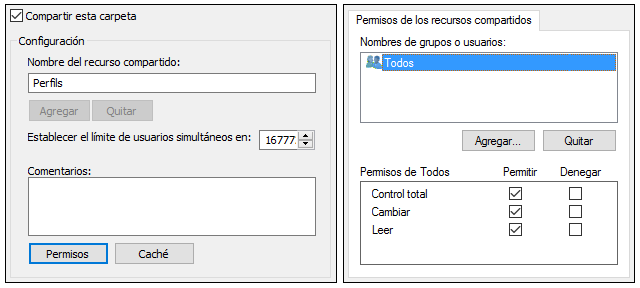 Compartir esta carpeta
Configuración
Nombre del recurso compartido:
Perfils
Agregar Quitar
Establecer el límite de usuarios simultáneos en: 16777
Comentarios:
Permisos Caché
Permisos de los recursos compartidos
Nombres de grupos o usuarios:
Todos
Agregar... Quitar
Permisos de Todos Permitir Denegar
Control total
Cambiar
Leer